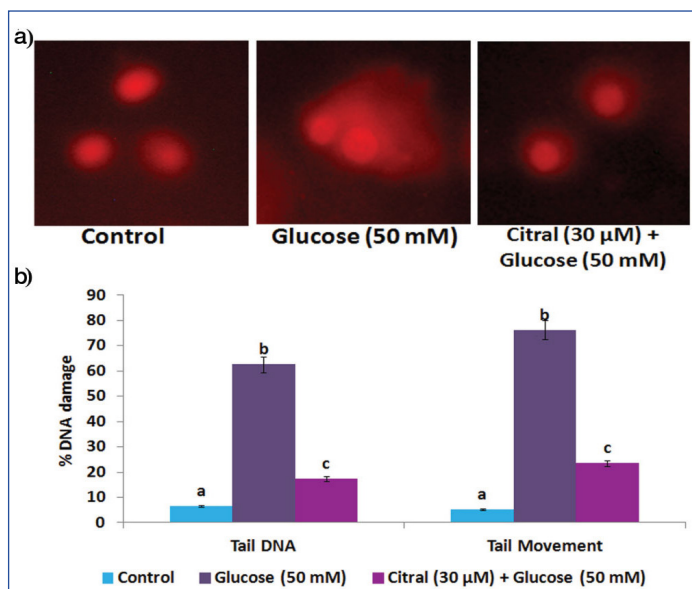 a)
Control
Glucose (50 mM)
Citral (30 µM) +
Glucose (50 mM)
b)
90
80
70
60
50
40
30
20
10
0
% DNA damage
a
b
c
a
b
c
Tail DNA
Tail Movement
Control
Glucose (50 mM)
Citral (30 µM) + Glucose (50 mM)